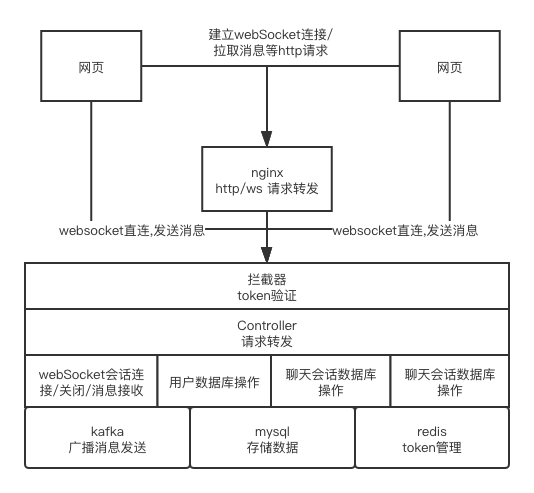 建立webSocket连接/
拉取消息等http请求
网页
网页
nginx
http/ws 请求转发
websocket直连,发送消息
websocket直连,发送消息
拦截器
token验证
Controller
请求转发
webSocket会话连
接/关闭/消息接收
用户数据库操作
聊天会话数据库
操作
聊天会话数据库
操作
kafka
广播消息发送
mysql
存储数据
redis
token管理